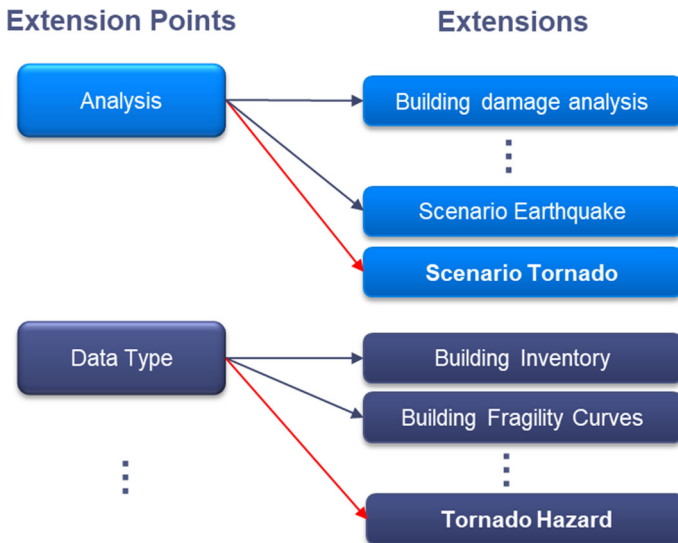 Extension Points
Extensions
Analysis
Building damage analysis
Scenario Earthquake
Scenario Tornado
Data Type
Building Inventory
Building Fragility Curves
Tornado Hazard